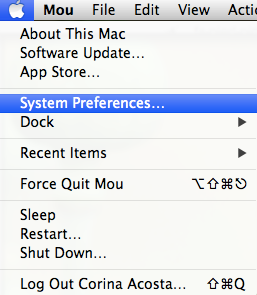 Mou File Edit View Acti
About This Mac
Software Update...
App Store...
System Preferences...
Dock ▶
Recent Items ▶
Force Quit Mou ⌥⇧⌘⎋
Sleep
Restart...
Shut Down...
Log Out Corina Acosta... ⇧⌘Q